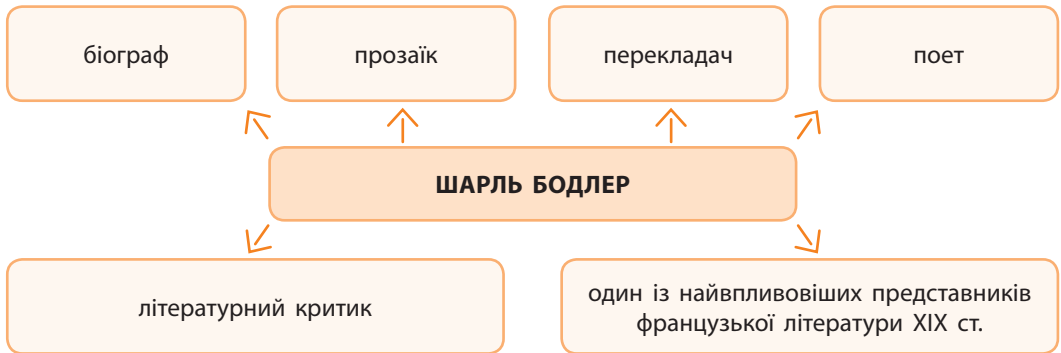 біограф
прозаїк
перекладач
поет
ШАРЛЬ БОДЛЕР
літературний критик
один із найвпливовіших представників
французької літератури XIX ст.